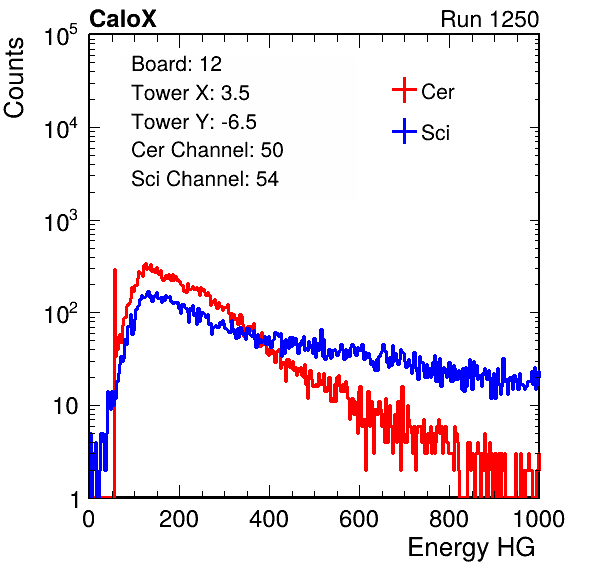 CaloX Run 1250
Counts
10^5
10^4
10^3
10^2
10
1
Board: 12
Tower X: 3.5
Tower Y: -6.5
Cer Channel: 50
Sci Channel: 54
Cer
Sci
0 200 400 600 800 1000
Energy HG